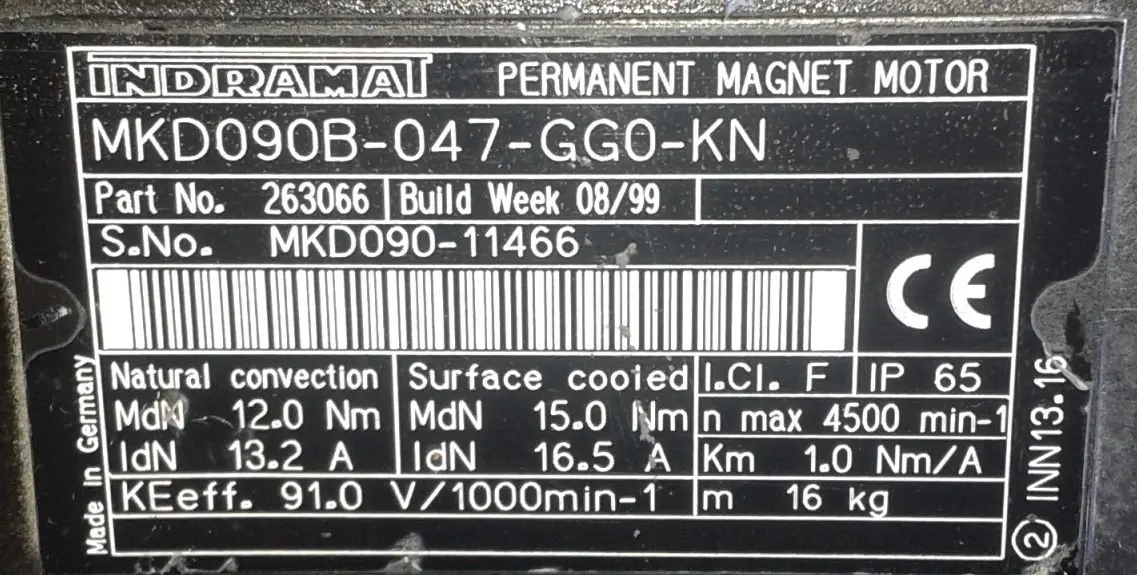 INDRAMAT PERMANENT MAGNET MOTOR
MKD090B-047-GG0-KN
Part No. 263066 Build Week 08/99
S.No. MKD090-11466
CE
Natural convection Surface cooled I.Cl. F IP 65
MdN 12.0 Nm MdN 15.0 Nm n max 4500 min-1
IdN 13.2 A IdN 16.5 A Km 1.0 Nm/A
KEeff. 91.0 V/1000min-1 m 16 kg
Made in Germany
2 INN13.16